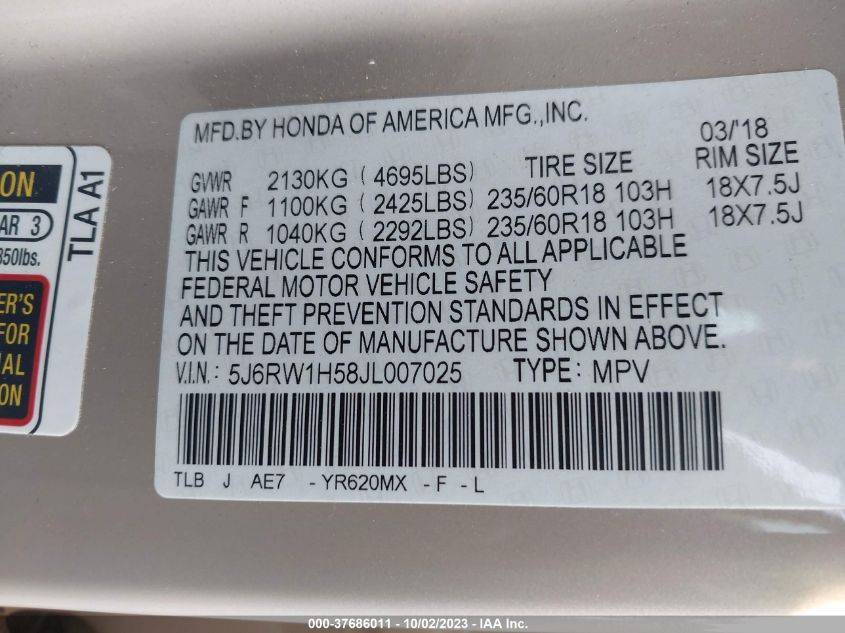 MFD.BY HONDA OF AMERICA MFG.,INC.
03/'18
TIRE SIZE RIM SIZE
GVWR 2130KG ( 4695LBS)
GAWR F 1100KG ( 2425LBS) 235/60R18 103H 18X7.5J
GAWR R 1040KG ( 2292LBS) 235/60R18 103H 18X7.5J
THIS VEHICLE CONFORMS TO ALL APPLICABLE
FEDERAL MOTOR VEHICLE SAFETY
AND THEFT PREVENTION STANDARDS IN EFFECT
ON THE DATE OF MANUFACTURE SHOWN ABOVE.
V.I.N.: 5J6RW1H58JL007025 TYPE: MPV
TLB J AE7 - YR620MX - F - L
ON
AR 3
350lbs.
ER'S
FOR
AL
ON
TLA A1
000-37686011 - 10/02/2023 - IAA Inc.